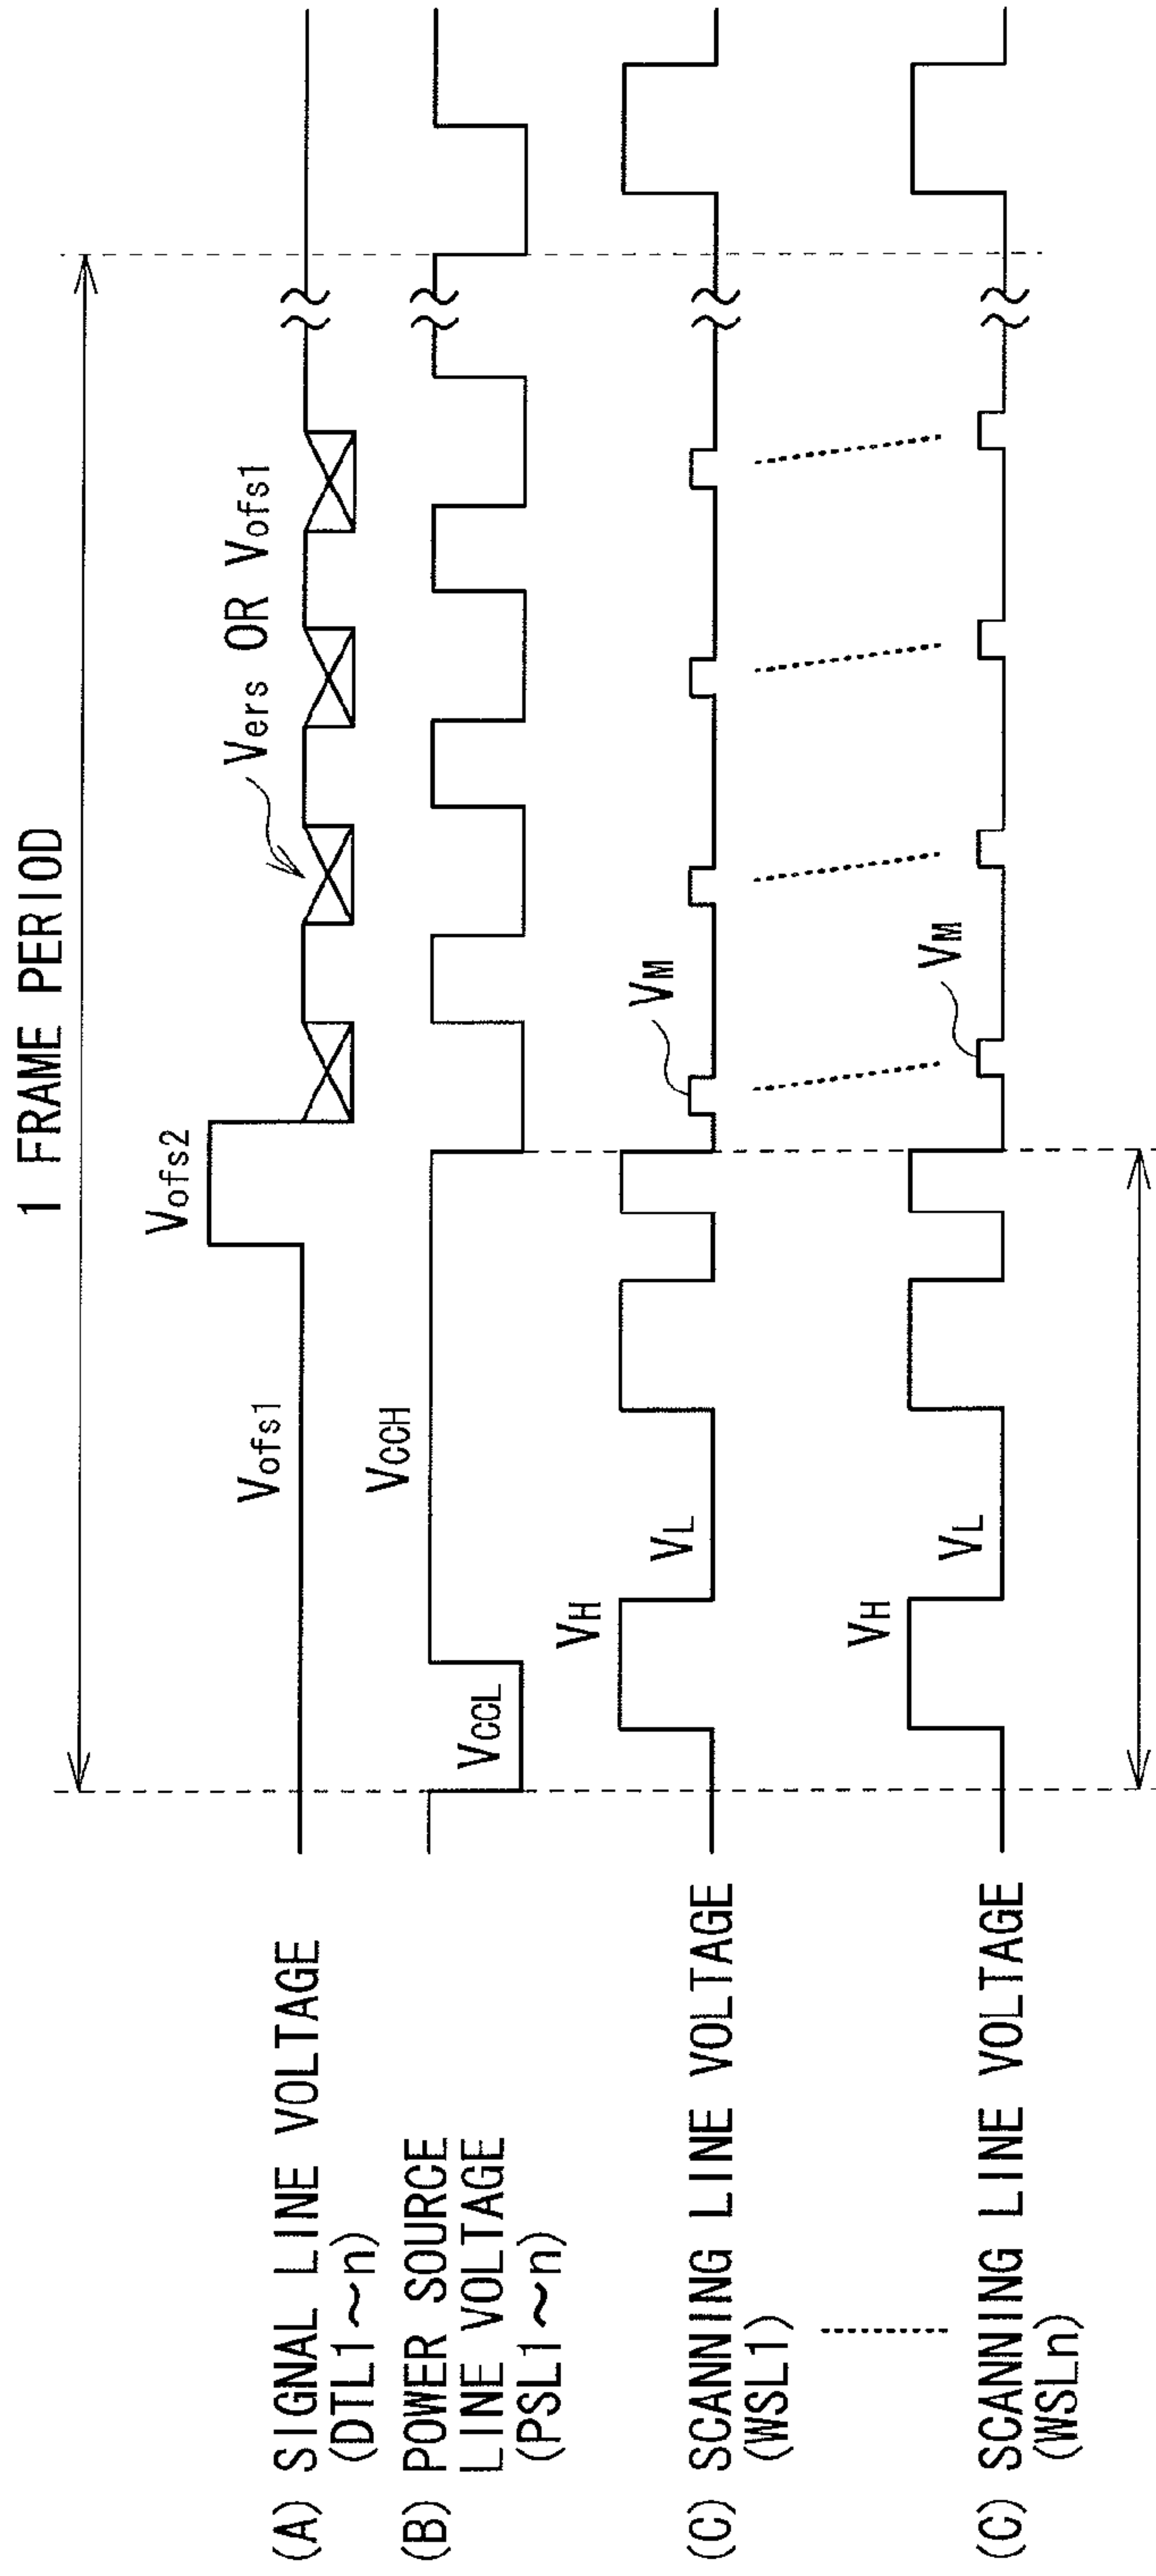 1 FRAME PERIOD
(A) SIGNAL LINE VOLTAGE
(DTL1~n)
Vofs1
Vofs2
Vers OR Vofs1
(B) POWER SOURCE
LINE VOLTAGE
(PSL1~n)
VCCL
VCCH
(C) SCANNING LINE VOLTAGE
(WSL1)
VH
VL
VM
(C) SCANNING LINE VOLTAGE
(WSLn)
VH
VL
VM